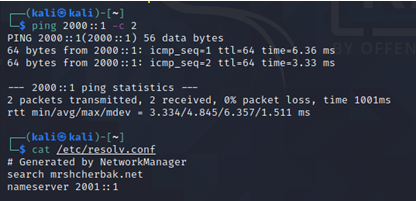 ┌──(kali㉿kali)-[~]
└─$ ping 2000::1 -c 2
PING 2000::1(2000::1) 56 data bytes
64 bytes from 2000::1: icmp_seq=1 ttl=64 time=6.36 ms
64 bytes from 2000::1: icmp_seq=2 ttl=64 time=3.33 ms
--- 2000::1 ping statistics ---
2 packets transmitted, 2 received, 0% packet loss, time 1001ms
rtt min/avg/max/mdev = 3.334/4.845/6.357/1.511 ms
┌──(kali㉿kali)-[~]
└─$ cat /etc/resolv.conf
# Generated by NetworkManager
search mrshcherbak.net
nameserver 2001::1
BY OFFEN